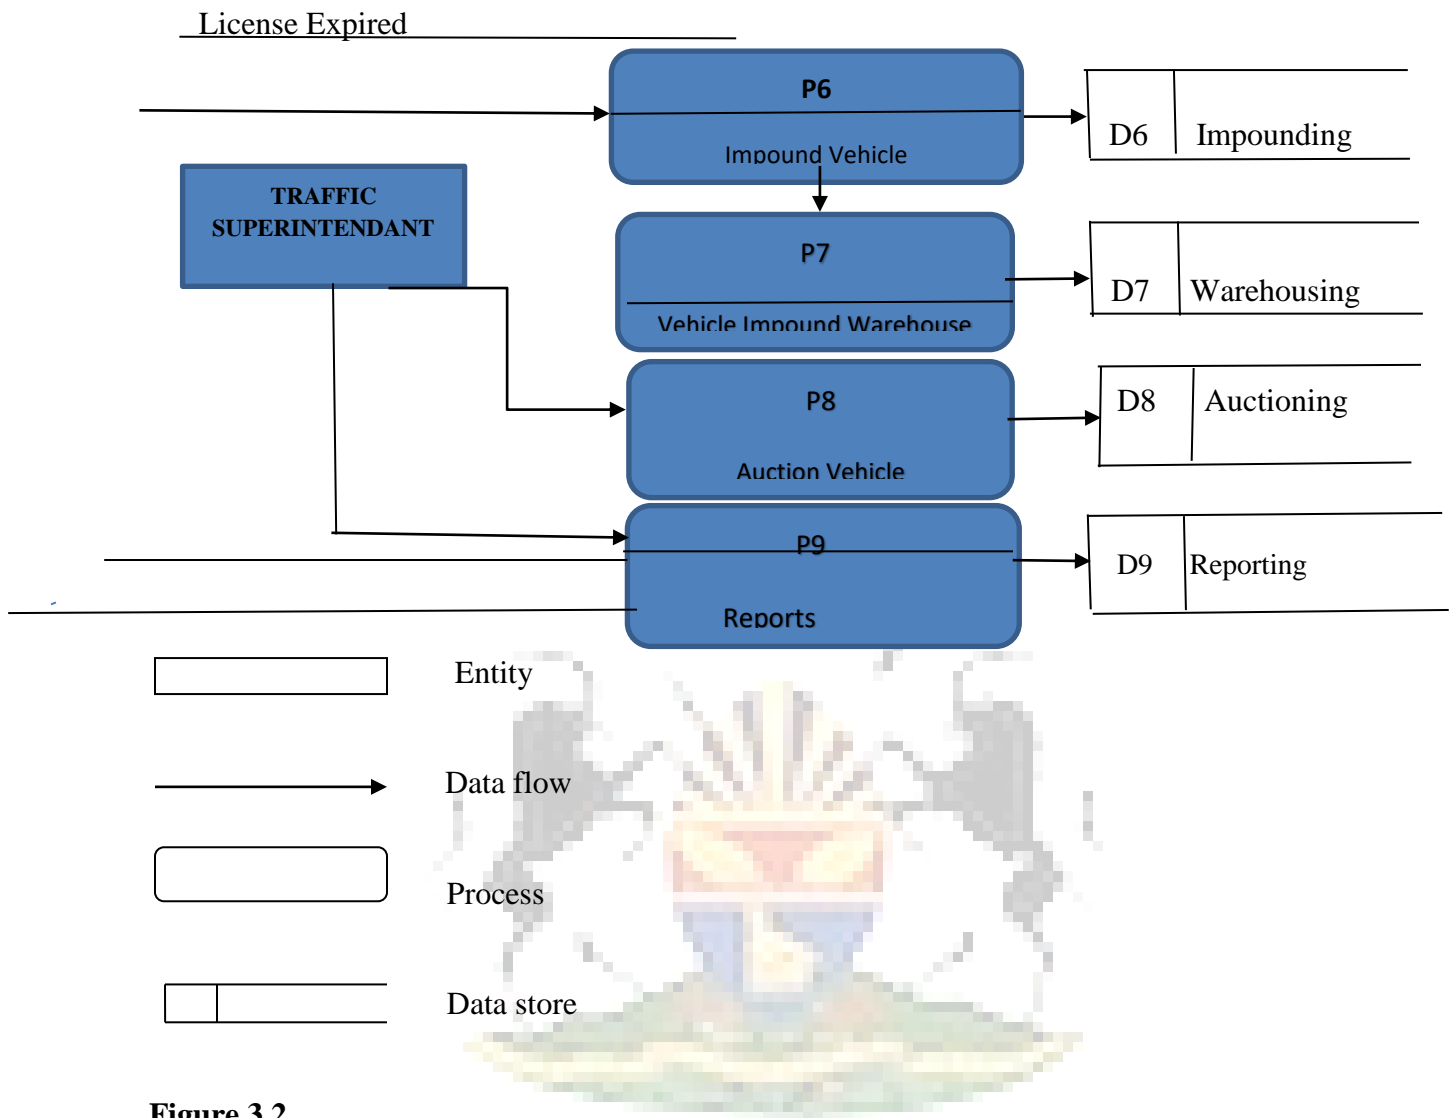 License Expired
P6
Impound Vehicle
D6 Impounding
TRAFFIC
SUPERINTENDANT
P7
Vehicle Impound Warehouse
D7 Warehousing
P8
Auction Vehicle
D8 Auctioning
P9
Reports
D9 Reporting
Entity
Data flow
Process
Data store
Figure 3.2